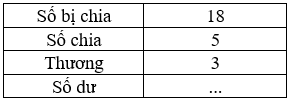 Số bị chia 18
Số chia 5
Thương 3
Số dư ...